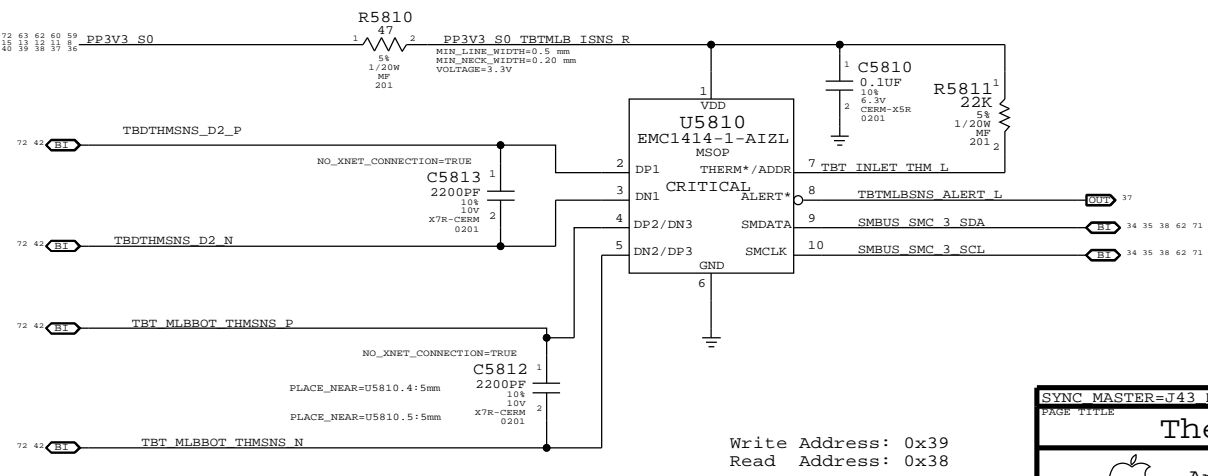 R5810
47
72 63 62 60 59
15 13 12 11 8
40 39 38 37 36
PP3V3_S0
1
2
PP3V3_S0_TBTMLB_ISNS_R
5%
1/20W
MF
201
MIN_LINE_WIDTH=0.5 mm
MIN_NECK_WIDTH=0.20 mm
VOLTAGE=3.3V
1
C5810
0.1UF
10%
6.3V
CERM-X5R
0201
2
R5811
1
22K
5%
1/20W
MF
201
2
1
VDD
U5810
EMC1414-1-AIZL
MSOP
CRITICAL
2 DP1
3 DN1
4 DP2/DN3
5 DN2/DP3
THERM*/ADDR 7 TBT_INLET_THM_L
ALERT* 8 TBTMLBSNS_ALERT_L OUT 37
SMDATA 9 SMBUS_SMC_3_SDA BI 34 35 38 62 71
SMCLK 10 SMBUS_SMC_3_SCL BI 34 35 38 62 71
GND
6
72 42 BI TBDTHMSNS_D2_P
NO_XNET_CONNECTION=TRUE
C5813
1
2200PF
10%
10V
X7R-CERM
0201
2
72 42 BI TBDTHMSNS_D2_N
72 42 BI TBT_MLBBOT_THMSNS_P
NO_XNET_CONNECTION=TRUE
C5812
1
2200PF
10%
10V
X7R-CERM
0201
2
PLACE_NEAR=U5810.4:5mm
PLACE_NEAR=U5810.5:5mm
72 42 BI TBT_MLBBOT_THMSNS_N
Write Address: 0x39
Read Address: 0x38
SYNC_MASTER=J43_
PAGE TITLE
The